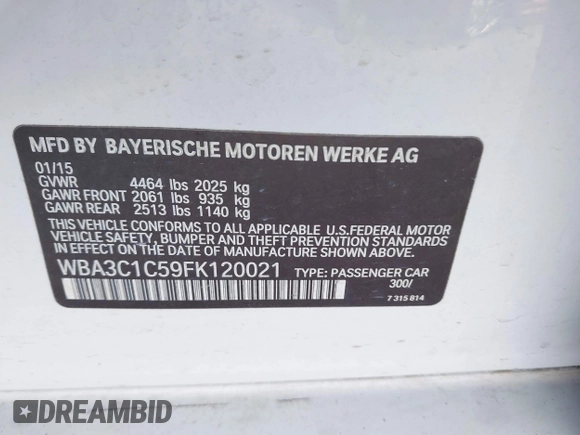 MFD BY BAYERISCHE MOTOREN WERKE AG
01/15
GVWR 4464 lbs 2025 kg
GAWR FRONT 2061 lbs 935 kg
GAWR REAR 2513 lbs 1140 kg
THIS VEHICLE CONFORMS TO ALL APPLICABLE U.S.FEDERAL MOTOR
VEHICLE SAFETY, BUMPER AND THEFT PREVENTION STANDARDS
IN EFFECT ON THE DATE OF MANUFACTURE SHOWN ABOVE.
WBA3C1C59FK120021 TYPE: PASSENGER CAR
300/
7 315 814
DREAMBID